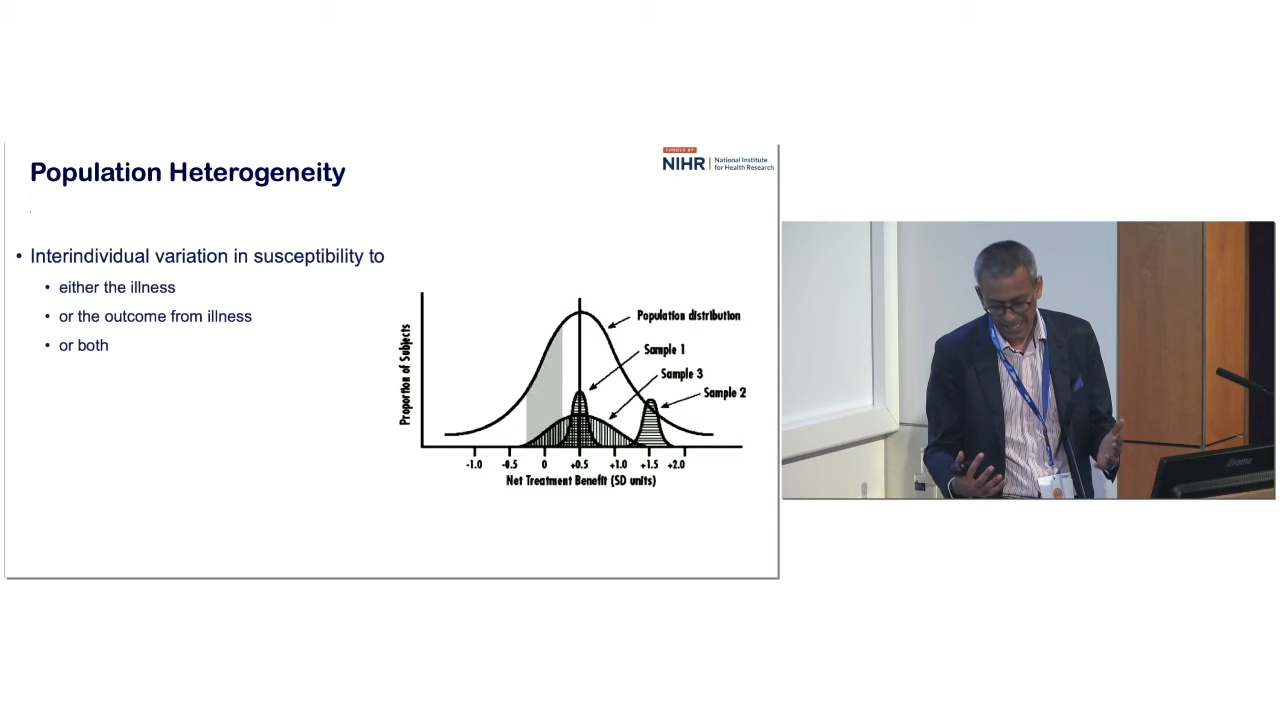 Population Heterogeneity
FUNDED BY
NIHR | National Institute
for Health Research
• Interindividual variation in susceptibility to
• either the illness
• or the outcome from illness
• or both
Proportion of Subjects
Population distribution
Sample 1
Sample 3
Sample 2
-1.0 -0.5 0 +0.5 +1.0 +1.5 +2.0
Net Treatment Benefit (SD units)
iiyama